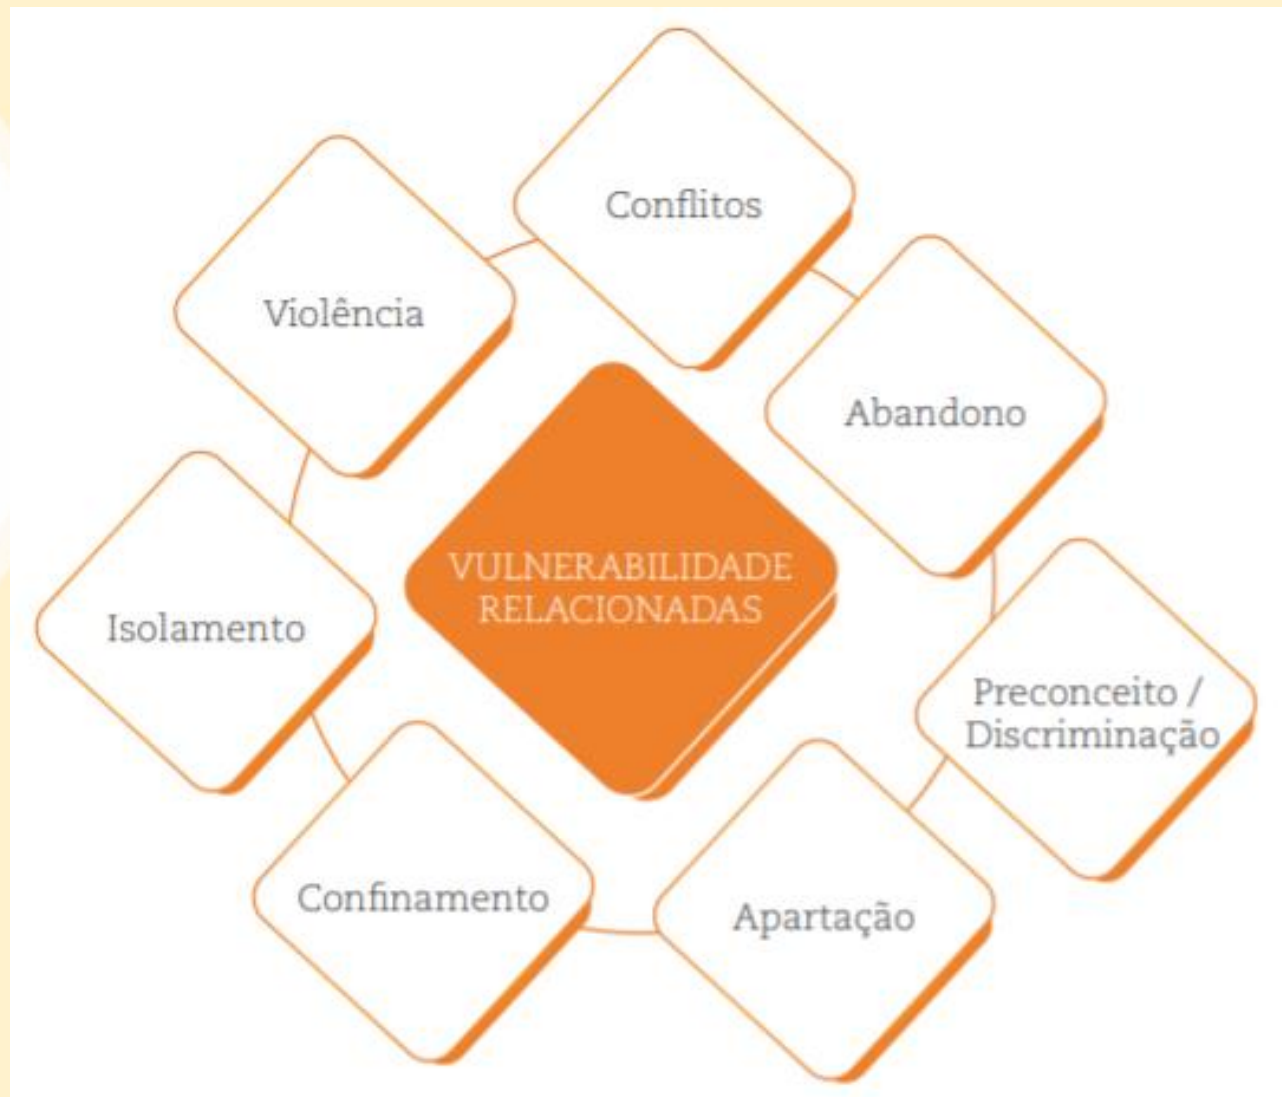 Conflitos
Violência
Abandono
VULNERABILIDADE
RELACIONADAS
Isolamento
Preconceito /
Discriminação
Confinamento
Apartação